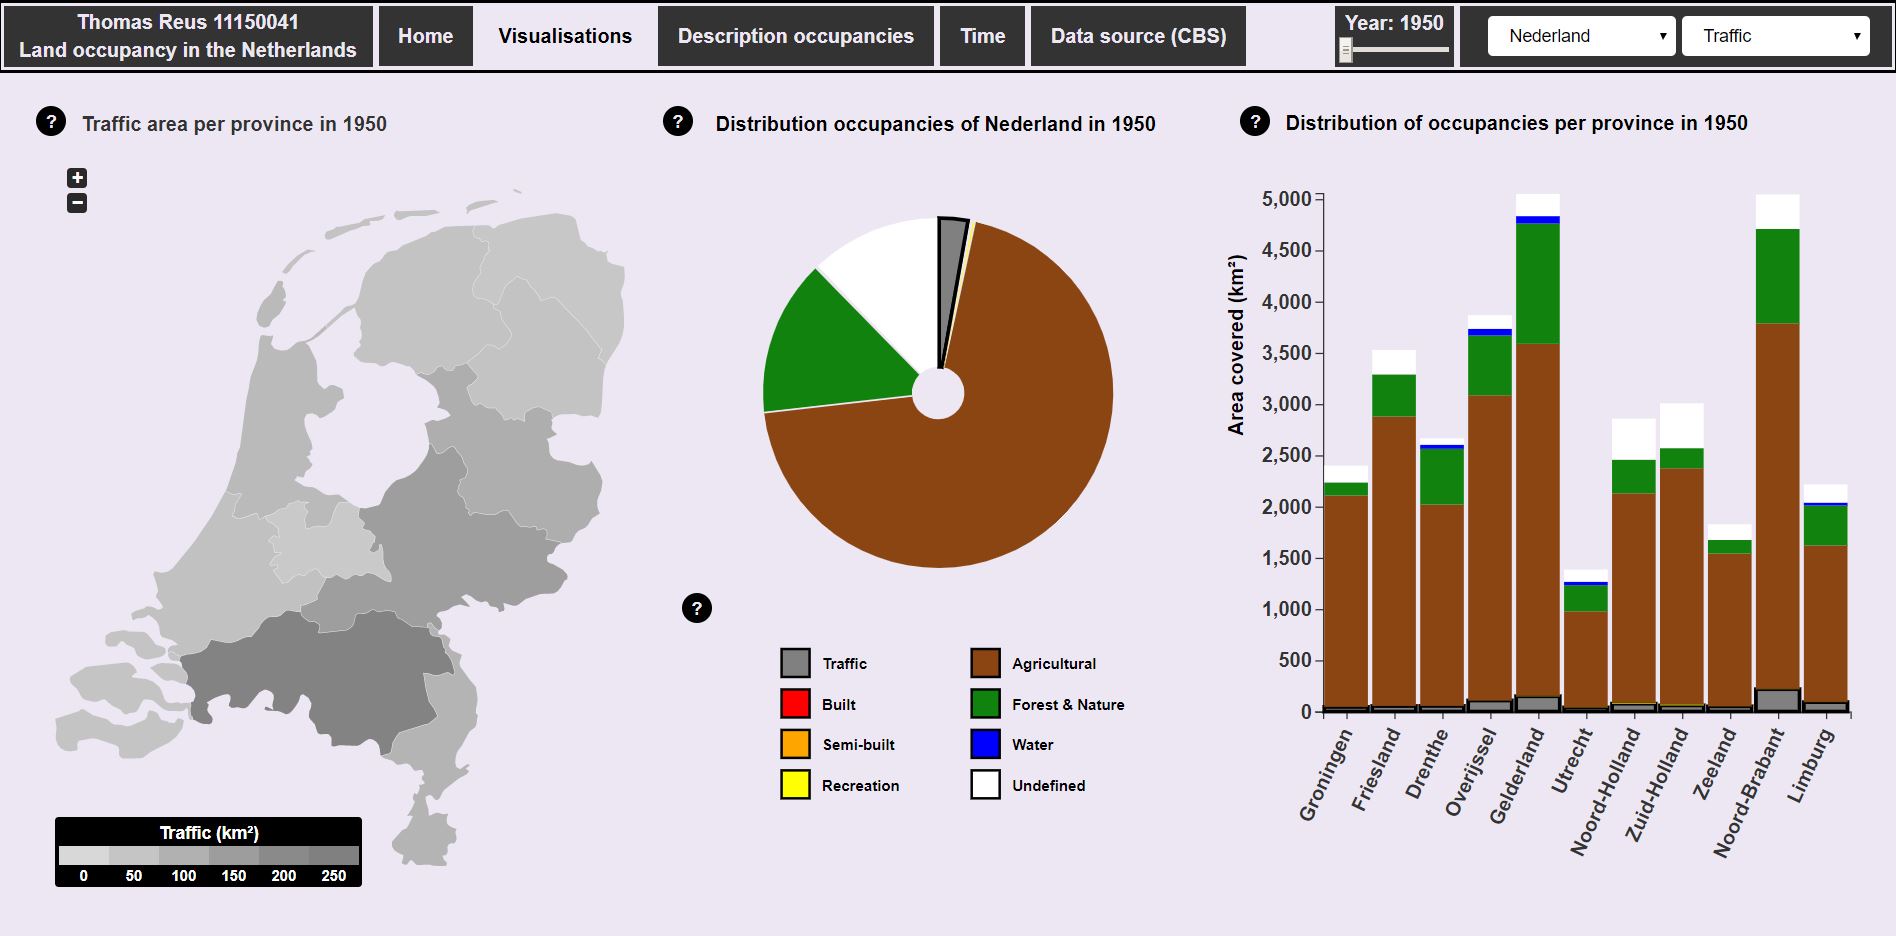 Thomas Reus 11150041
Land occupancy in the Netherlands
Home
Visualisations
Description occupancies
Time
Data source (CBS)
Year: 1950
Nederland
Traffic
? Traffic area per province in 1950
+
−
Traffic (km²)
0 50 100 150 200 250
? Distribution occupancies of Nederland in 1950
?
Traffic
Agricultural
Built
Forest & Nature
Semi-built
Water
Recreation
Undefined
? Distribution of occupancies per province in 1950
Area covered (km²)
5,000
4,500
4,000
3,500
3,000
2,500
2,000
1,500
1,000
500
0
Groningen
Friesland
Drenthe
Overijssel
Gelderland
Utrecht
Noord-Holland
Zuid-Holland
Zeeland
Noord-Brabant
Limburg